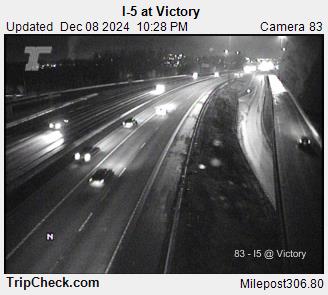 I-5 at Victory
Updated Dec 08 2024 10:28 PM Camera 83
T
N
83 - I5 @ Victory
TripCheck.com Milepost306.80